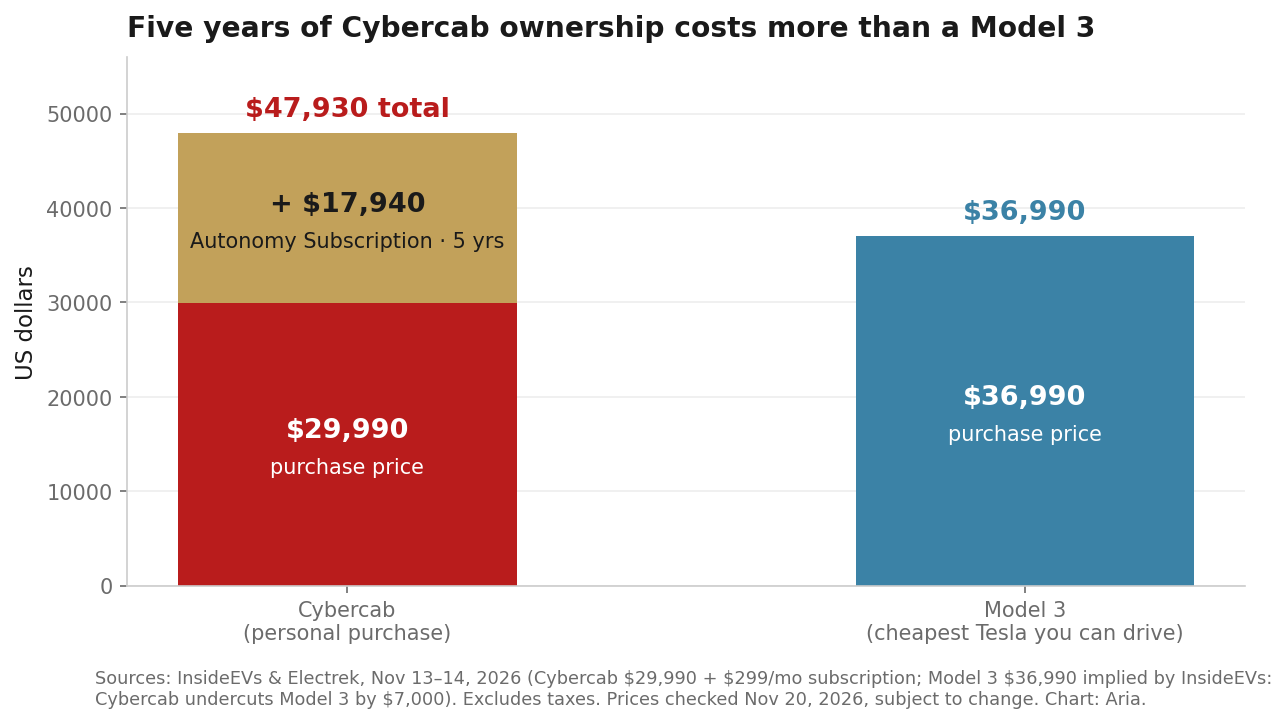 Five years of Cybercab ownership costs more than a Model 3
US dollars
50000
40000
30000
20000
10000
0
$47,930 total
+ $17,940
Autonomy Subscription · 5 yrs
$29,990
purchase price
$36,990
$36,990
purchase price
Cybercab
(personal purchase)
Model 3
(cheapest Tesla you can drive)
Sources: InsideEVs & Electrek, Nov 13–14, 2026 (Cybercab $29,990 + $299/mo subscription; Model 3 $36,990 implied by InsideEVs:
Cybercab undercuts Model 3 by $7,000). Excludes taxes. Prices checked Nov 20, 2026, subject to change. Chart: Aria.